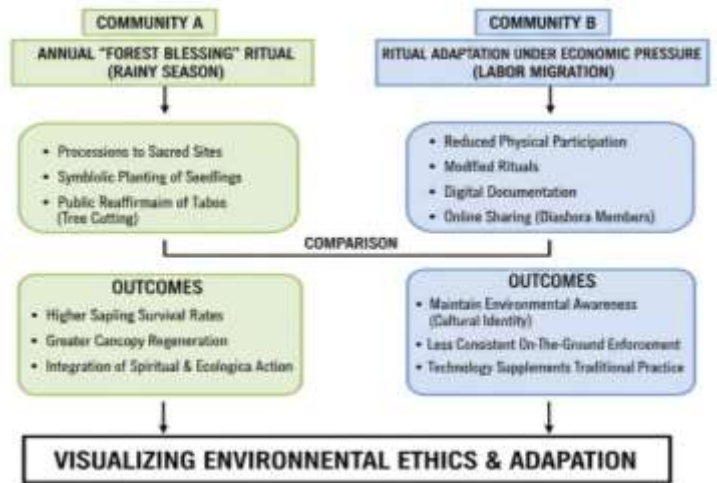 COMMUNITY A
ANNUAL "FOREST BLESSING" RITUAL
(RAINY SEASON)
• Processions to Sacred Sites
• Symblolic Planting of Seedlings
• Public Reaffirmaim of Tabos
(Tree Cutting)
COMMUNITY B
RITUAL ADAPTATION UNDER ECONOMIC PRESSURE
(LABOR MIGRATION)
• Reduced Physical Participation
• Modified Rituals
• Digital Documentation
• Online Sharing (Diasbora Members)
COMPARISON
OUTCOMES
• Higher Sapling Survival Rates
• Greater Cancopy Regeneration
• Integration of Spiritual & Ecologica Action
OUTCOMES
• Maintain Environmental Awareness
(Cultural Identity)
• Less Consistent On-The-Ground Enforcement
• Technology Supplements Traditional Practice
VISUALIZING ENVIRONMENTAL ETHICS & ADAPATION